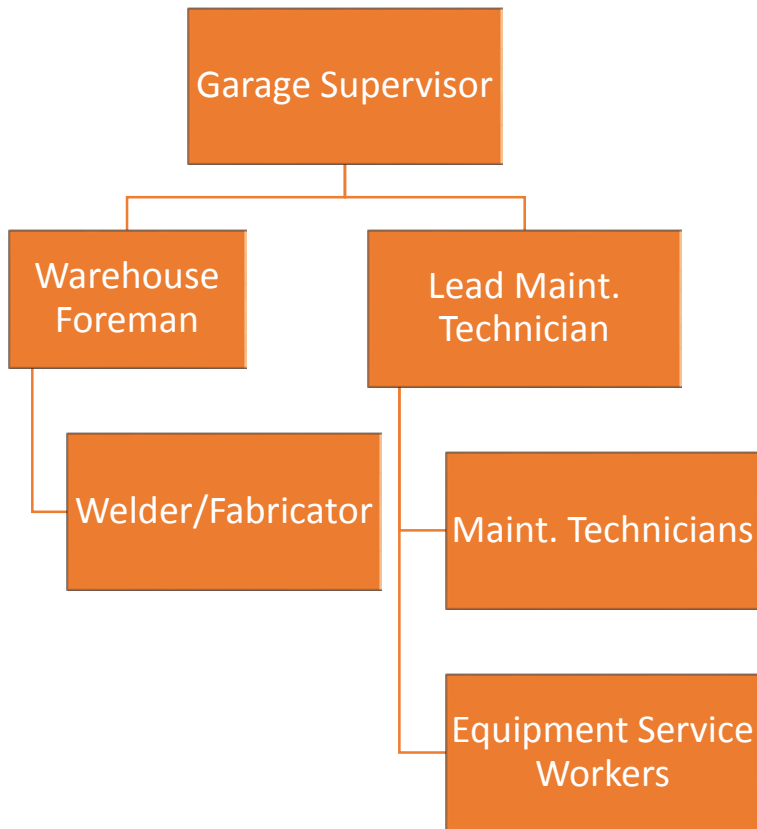 Garage Supervisor
Warehouse
Foreman
Lead Maint.
Technician
Welder/Fabricator
Maint. Technicians
Equipment Service
Workers